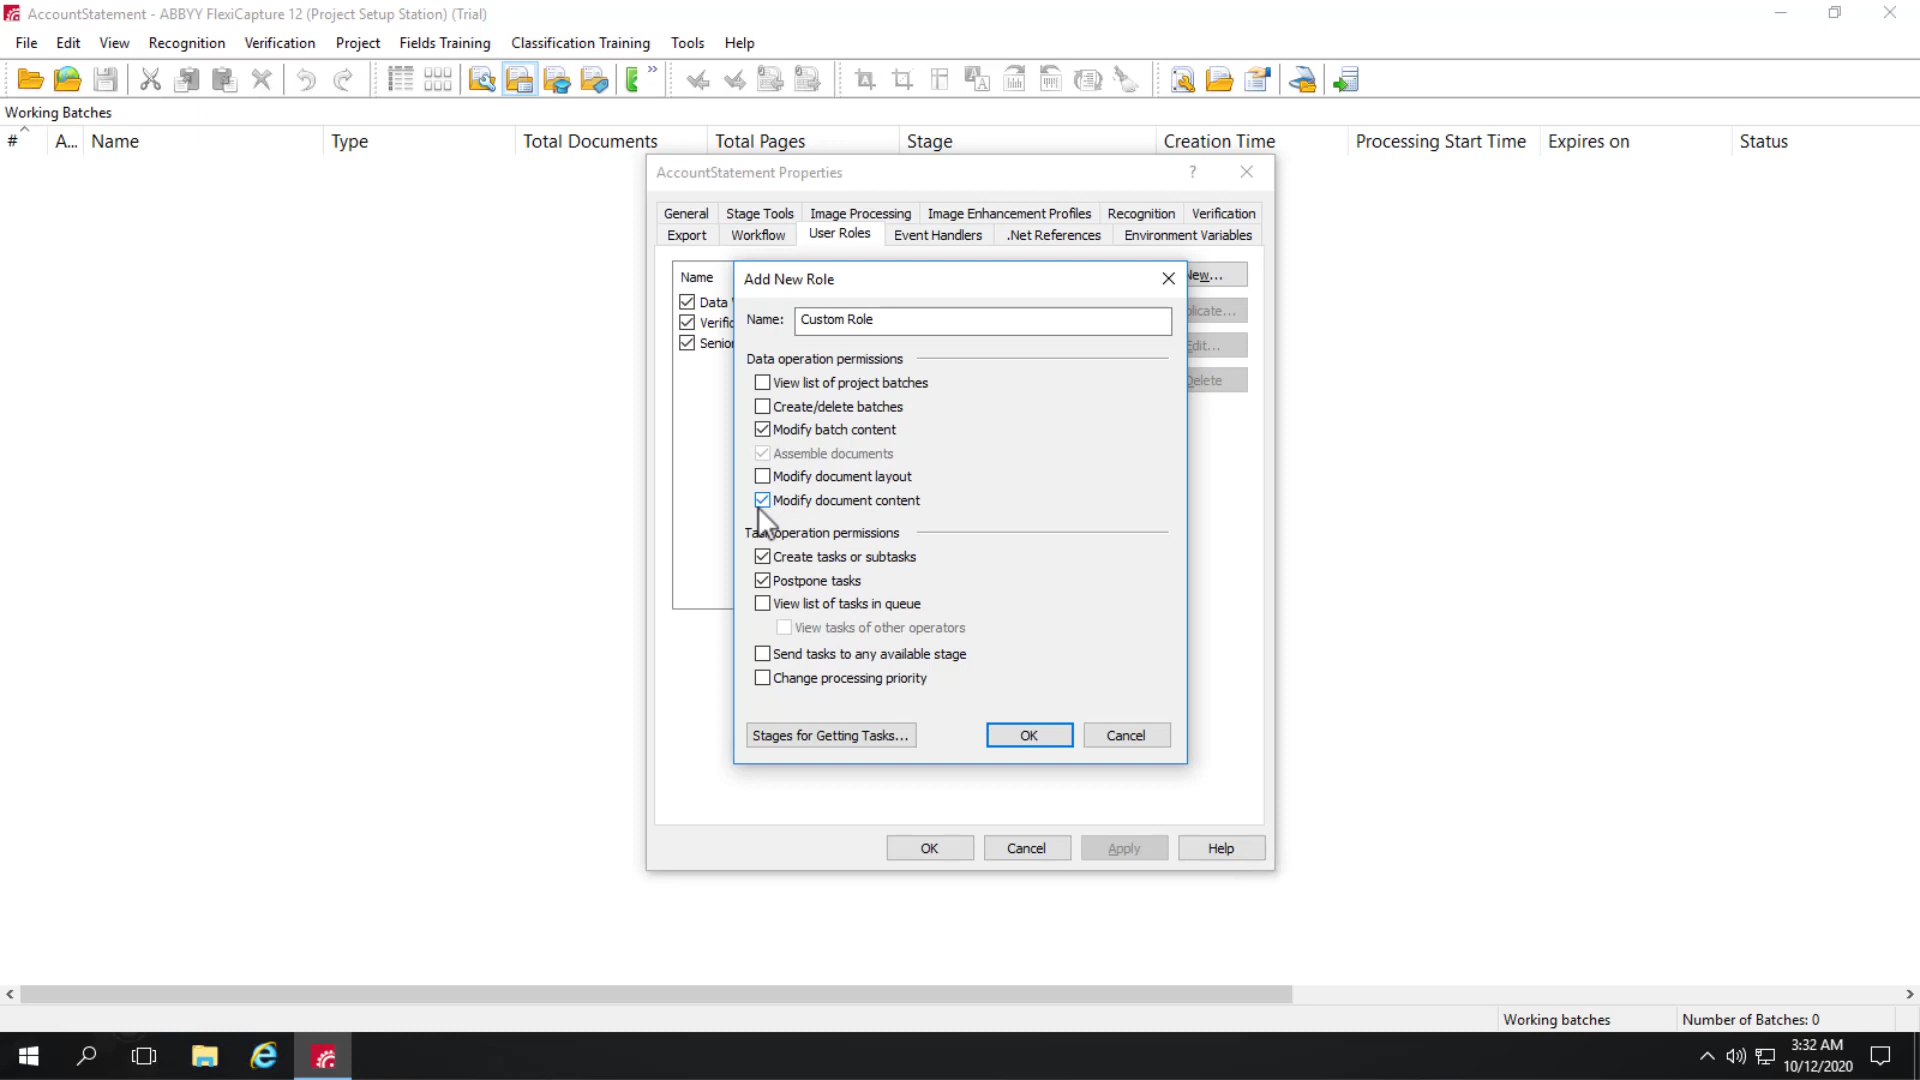 AccountStatement - ABBYY FlexiCapture 12 (Project Setup Station) (Trial)
File Edit View Recognition Verification Project Fields Training Classification Training Tools Help
Working Batches
# A... Name Type Total Documents Total Pages Stage Creation Time Processing Start Time Expires on Status
AccountStatement Properties
General Stage Tools Image Processing Image Enhancement Profiles Recognition Verification
Export Workflow User Roles Event Handlers .Net References Environment Variables
Name
Data
Verific
Senior
New...
plicate...
Edit...
Delete
Add New Role
Name: Custom Role
Data operation permissions
View list of project batches
Create/delete batches
Modify batch content
Assemble documents
Modify document layout
Modify document content
Task operation permissions
Create tasks or subtasks
Postpone tasks
View list of tasks in queue
View tasks of other operators
Send tasks to any available stage
Change processing priority
Stages for Getting Tasks... OK Cancel
OK Cancel Apply Help
Working batches Number of Batches: 0
3:32 AM
10/12/2020